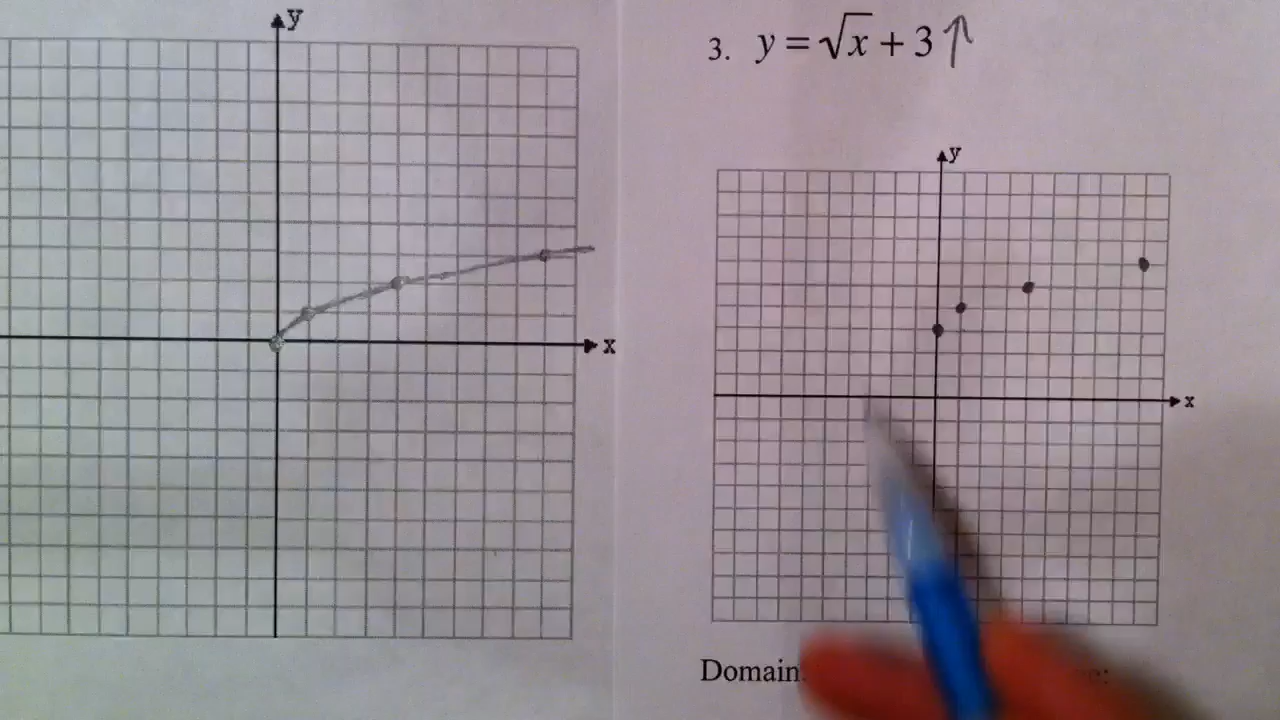 y
x
3. y = √x + 3 ↑
y
x
Domain: